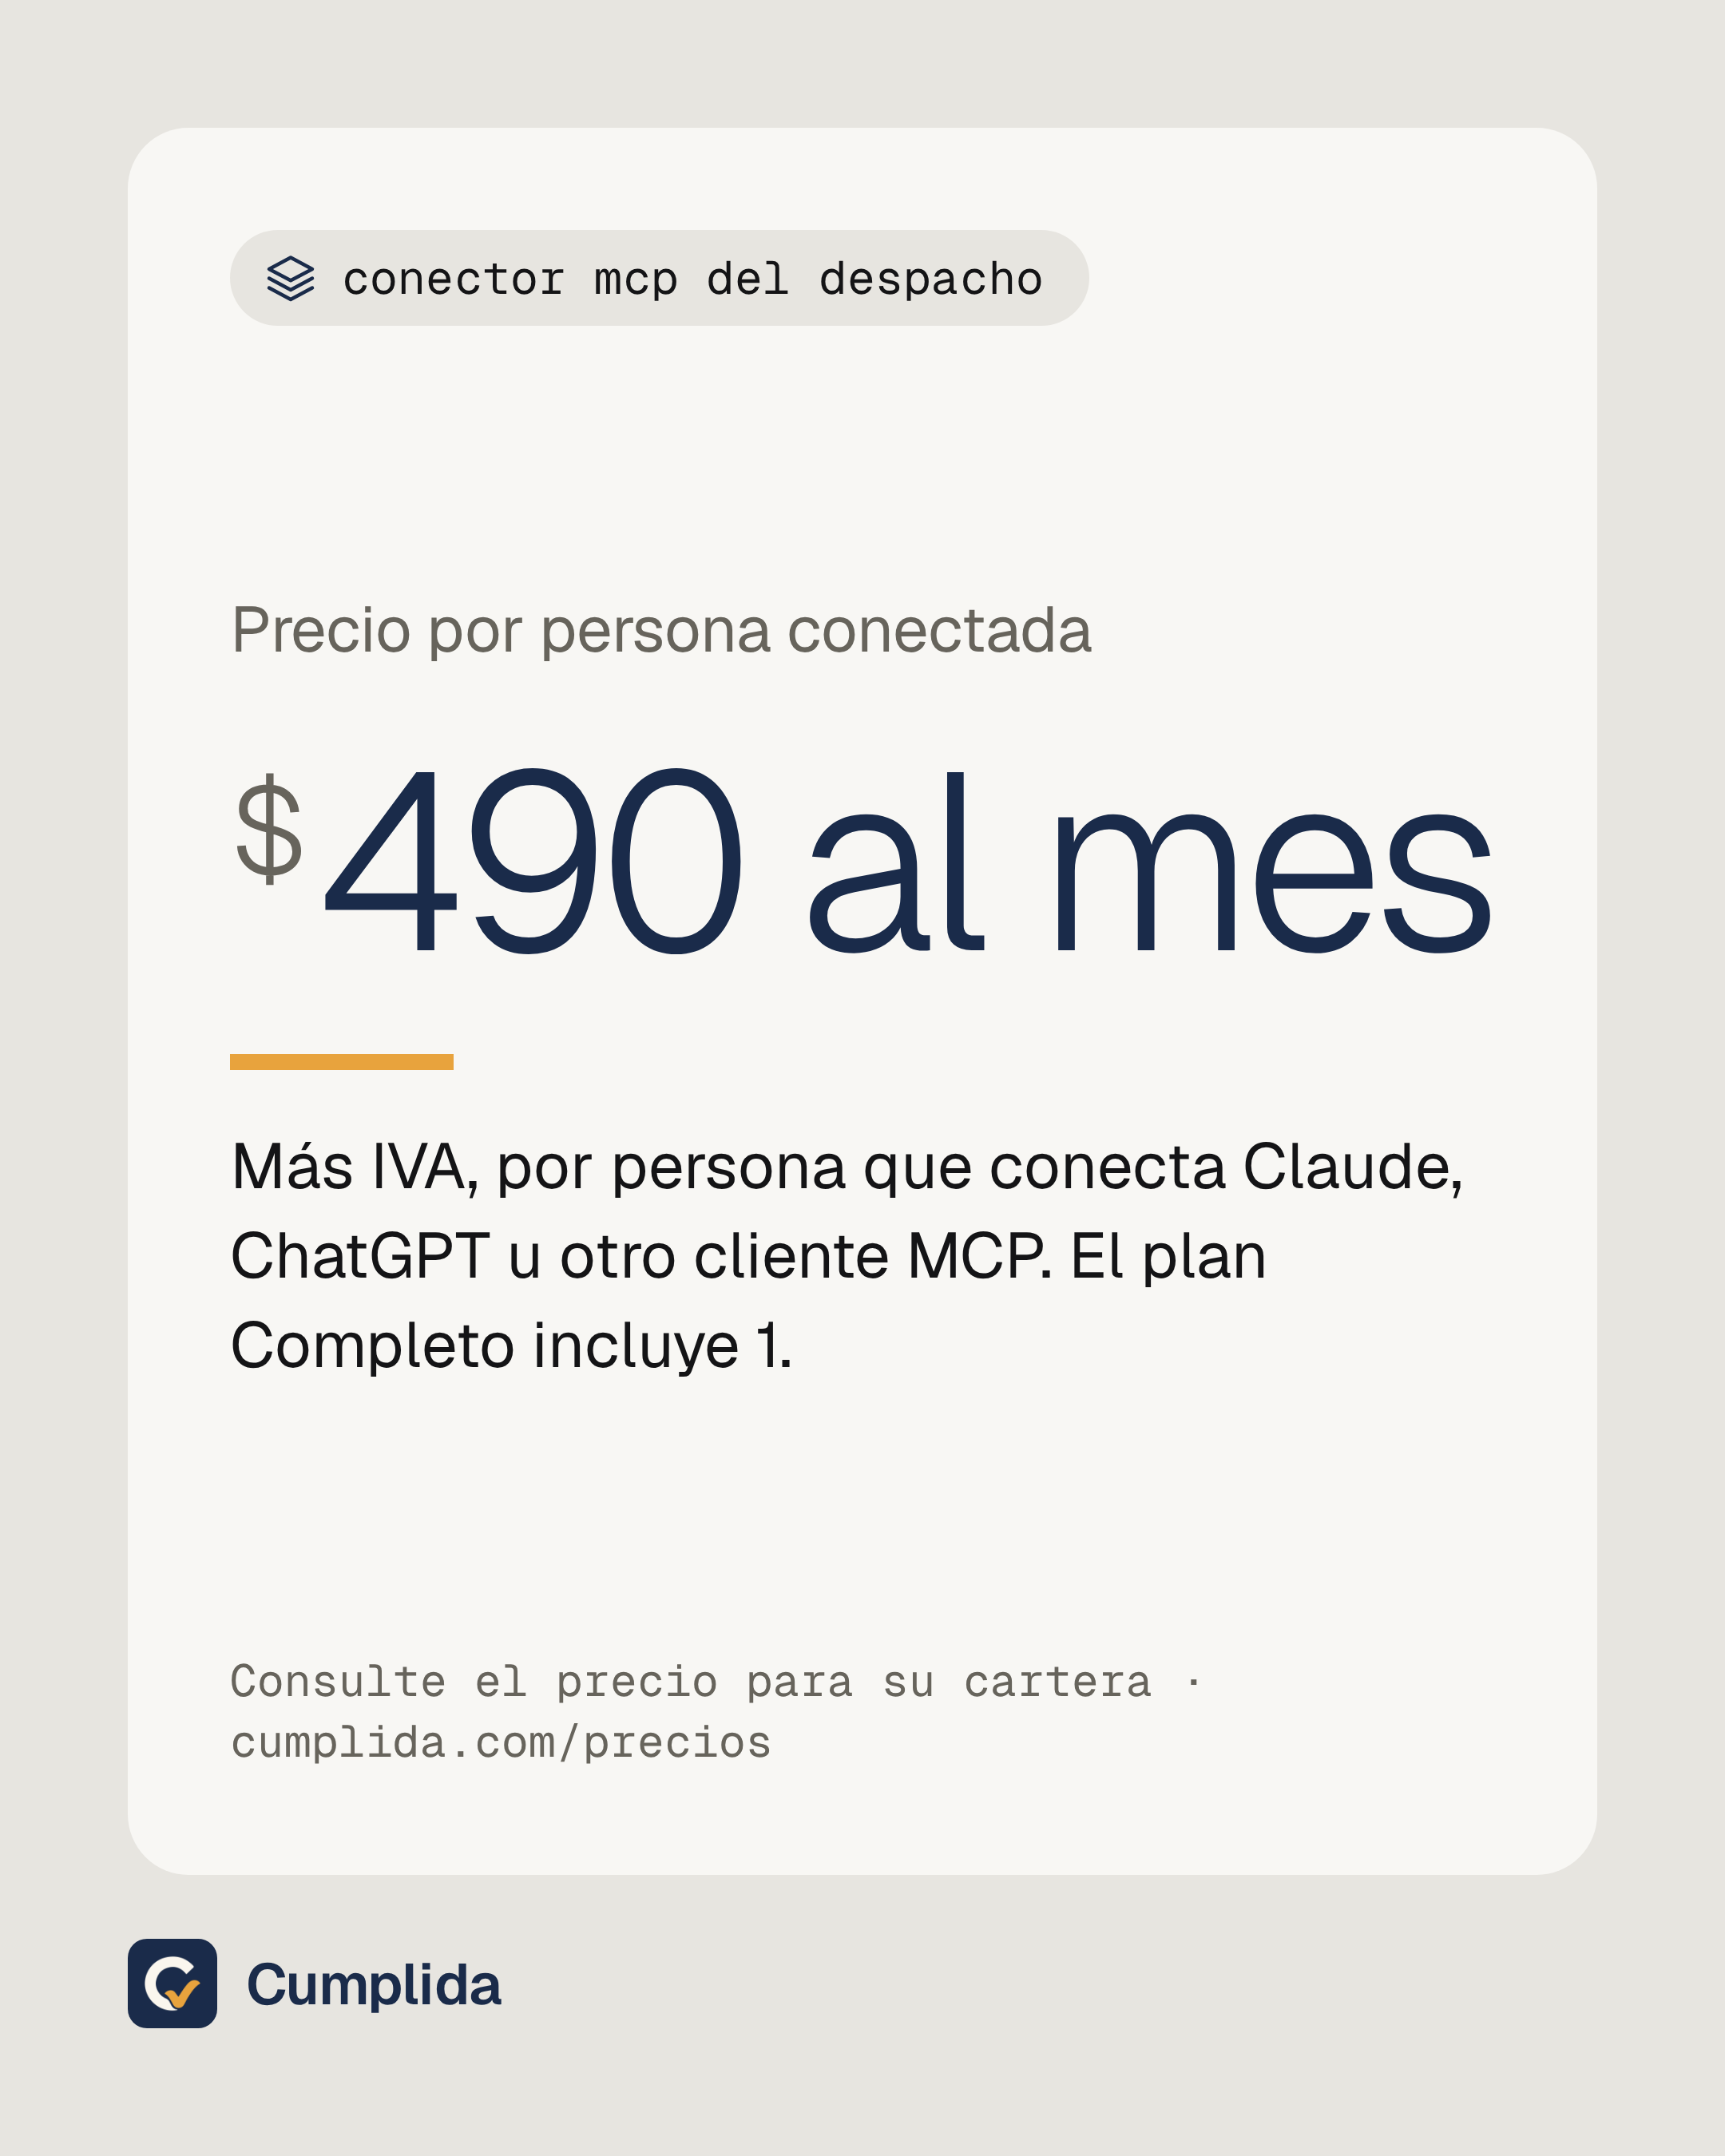 conector mcp del despacho
Precio por persona conectada
$490 al mes
Más IVA, por persona que conecta Claude,
ChatGPT u otro cliente MCP. El plan
Completo incluye 1.
Consulte el precio para su cartera ·
cumplida.com/precios
Cumplida